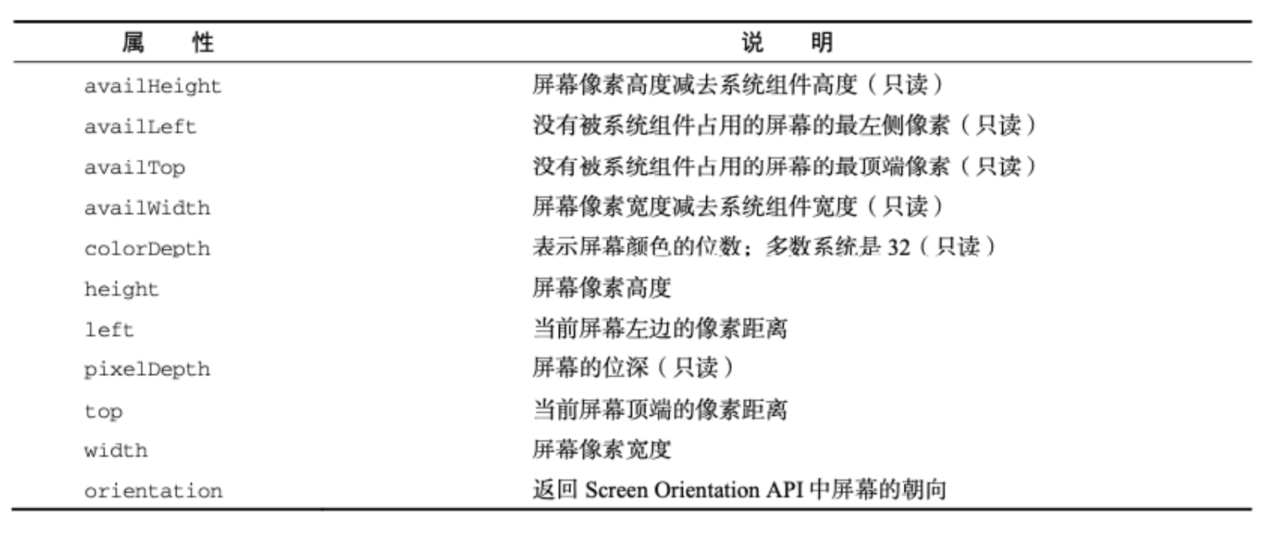 属 性 说 明
availHeight 屏幕像素高度减去系统组件高度（只读）
availLeft 没有被系统组件占用的屏幕的最左侧像素（只读）
availTop 没有被系统组件占用的屏幕的最顶端像素（只读）
availWidth 屏幕像素宽度减去系统组件宽度（只读）
colorDepth 表示屏幕颜色的位数；多数系统是 32（只读）
height 屏幕像素高度
left 当前屏幕左边的像素距离
pixelDepth 屏幕的位深（只读）
top 当前屏幕顶端的像素距离
width 屏幕像素宽度
orientation 返回 Screen Orientation API 中屏幕的朝向